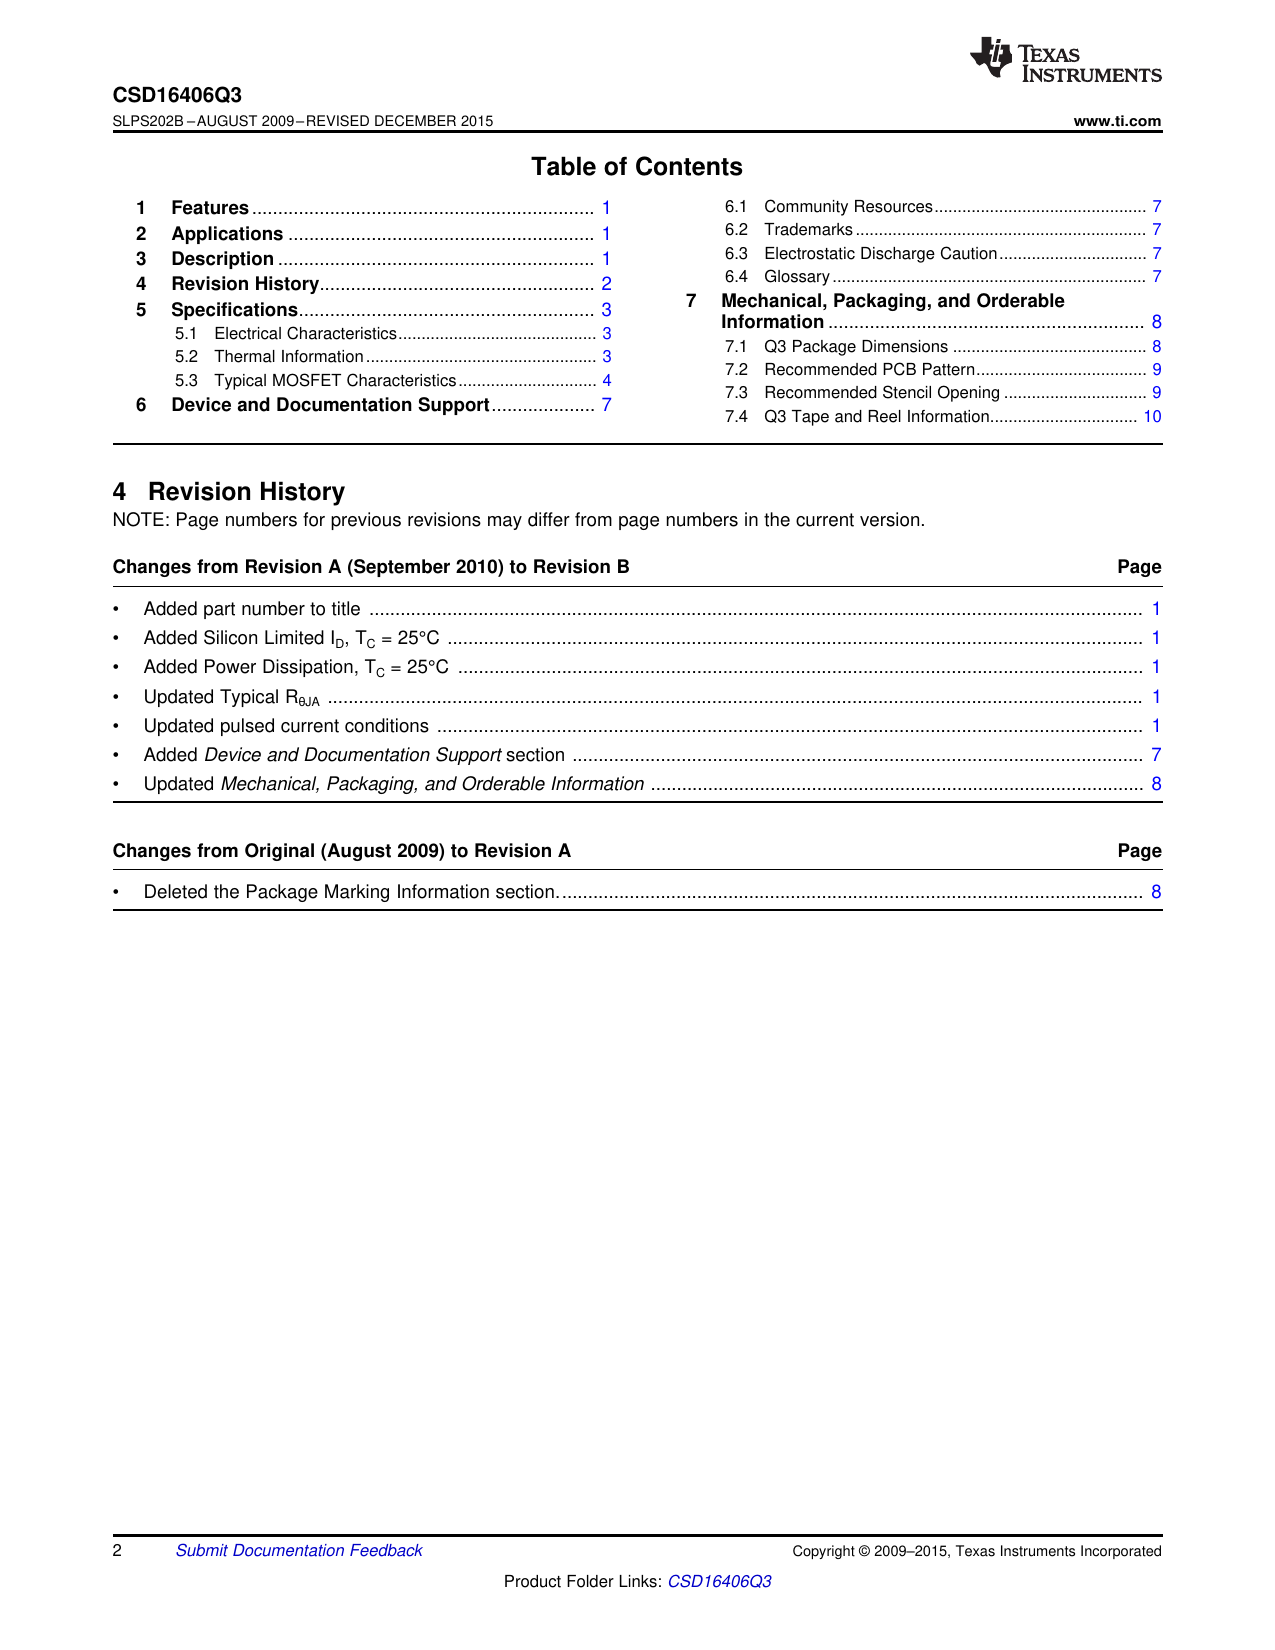 TEXAS
INSTRUMENTS
CSD16406Q3
SLPS202B – AUGUST 2009 – REVISED DECEMBER 2015
www.ti.com
Table of Contents
1 Features ................................................................. 1
2 Applications ........................................................... 1
3 Description ............................................................. 1
4 Revision History..................................................... 2
5 Specifications......................................................... 3
5.1 Electrical Characteristics........................................... 3
5.2 Thermal Information .................................................. 3
5.3 Typical MOSFET Characteristics.............................. 4
6 Device and Documentation Support.................... 7
6.1 Community Resources.............................................. 7
6.2 Trademarks ............................................................... 7
6.3 Electrostatic Discharge Caution................................ 7
6.4 Glossary .................................................................... 7
7 Mechanical, Packaging, and Orderable
Information ............................................................. 8
7.1 Q3 Package Dimensions .......................................... 8
7.2 Recommended PCB Pattern..................................... 9
7.3 Recommended Stencil Opening ............................... 9
7.4 Q3 Tape and Reel Information................................ 10
4 Revision History
NOTE: Page numbers for previous revisions may differ from page numbers in the current version.
Changes from Revision A (September 2010) to Revision B Page
• Added part number to title ..................................................................................................... 1
• Added Silicon Limited ID, TC = 25°C ..................................................................................................... 1
• Added Power Dissipation, TC = 25°C ..................................................................................................... 1
• Updated Typical RθJA ..................................................................................................... 1
• Updated pulsed current conditions ..................................................................................................... 1
• Added Device and Documentation Support section ..................................................................................................... 7
• Updated Mechanical, Packaging, and Orderable Information ............................................................................................... 8
Changes from Original (August 2009) to Revision A Page
• Deleted the Package Marking Information section................................................................................................................. 8
2 Submit Documentation Feedback
Copyright © 2009–2015, Texas Instruments Incorporated
Product Folder Links: CSD16406Q3